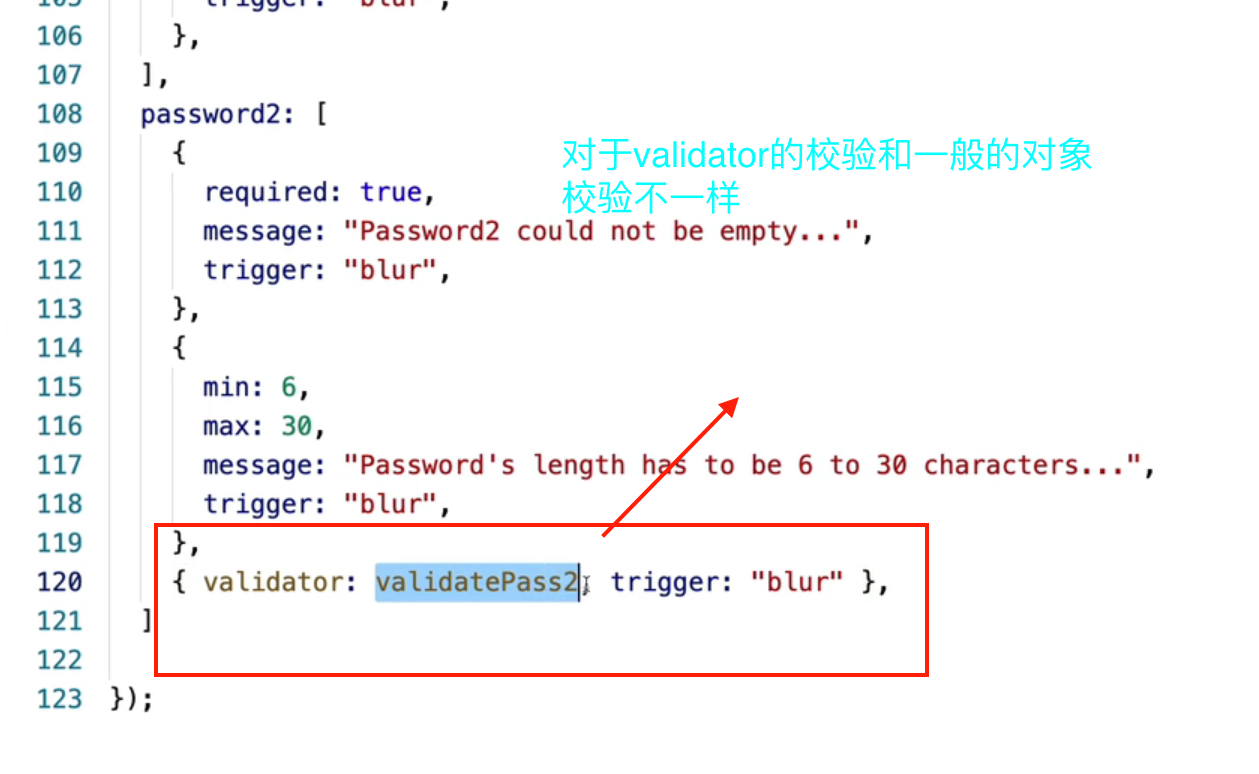 105 trigger: "blur",
106 },
107 ],
108 password2: [
109 {
对于validator的校验和一般的对象
110 required: true,
校验不一样
111 message: "Password2 could not be empty...",
112 trigger: "blur",
113 },
114 {
115 min: 6,
116 max: 30,
117 message: "Password's length has to be 6 to 30 characters...",
118 trigger: "blur",
119 },
120 { validator: validatePass2, trigger: "blur" },
121 ]
122
123 });